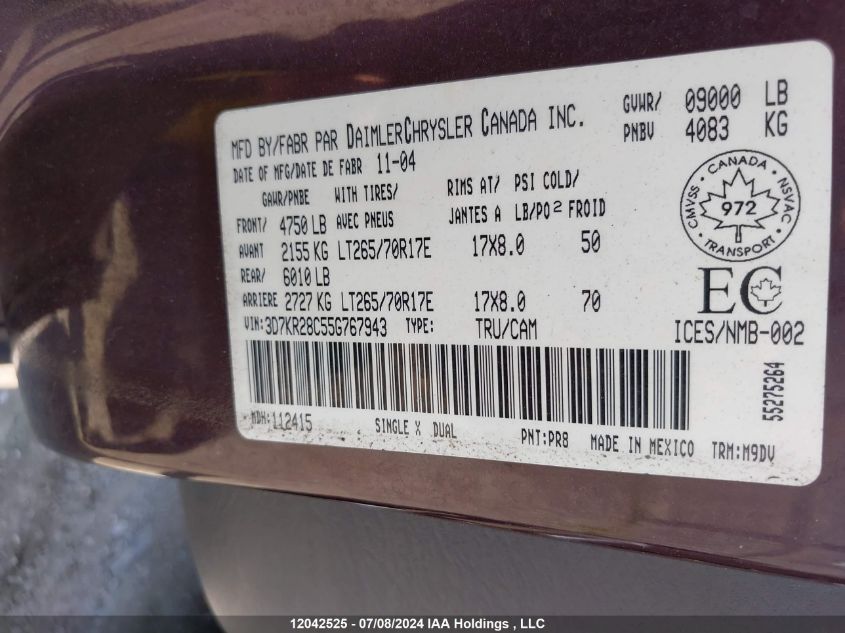 MFD BY/FABR PAR DAIMLERCHRYSLER CANADA INC.
GVWR/ 09000 LB
PNBV 4083 KG
DATE OF MFG/DATE DE FABR 11-04
GAWR/PNBE WITH TIRES/ RIMS AT/ PSI COLD/
FRONT/ 4750 LB AVEC PNEUS JANTES A LB/PO2 FROID
AVANT 2155 KG LT265/70R17E 17X8.0 50
REAR/ 6010 LB
ARRIERE 2727 KG LT265/70R17E 17X8.0 70
CANADA
CMVSS 972 NSVAC
TRANSPORT
EC
ICES/NMB-002
VIN: 3D7KR28C55G767943 TYPE: TRU/CAM
55275264
MDH: 112415 SINGLE X DUAL PNT:PR8 MADE IN MEXICO TRM:M9DV
12042525 - 07/08/2024 IAA Holdings , LLC